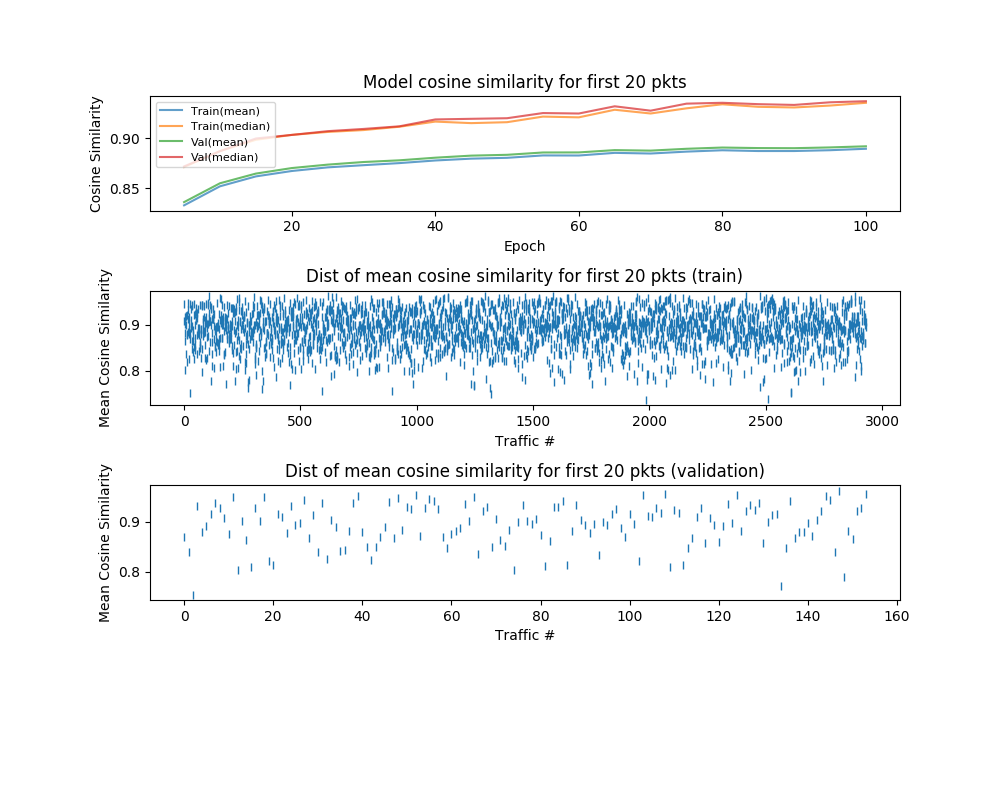 Model cosine similarity for first 20 pkts
Cosine Similarity
0.90
0.85
Train(mean)
Train(median)
Val(mean)
Val(median)
20 40 60 80 100
Epoch
Dist of mean cosine similarity for first 20 pkts (train)
Mean Cosine Similarity
0.9
0.8
0 500 1000 1500 2000 2500 3000
Traffic #
Dist of mean cosine similarity for first 20 pkts (validation)
Mean Cosine Similarity
0.9
0.8
0 20 40 60 80 100 120 140 160
Traffic #